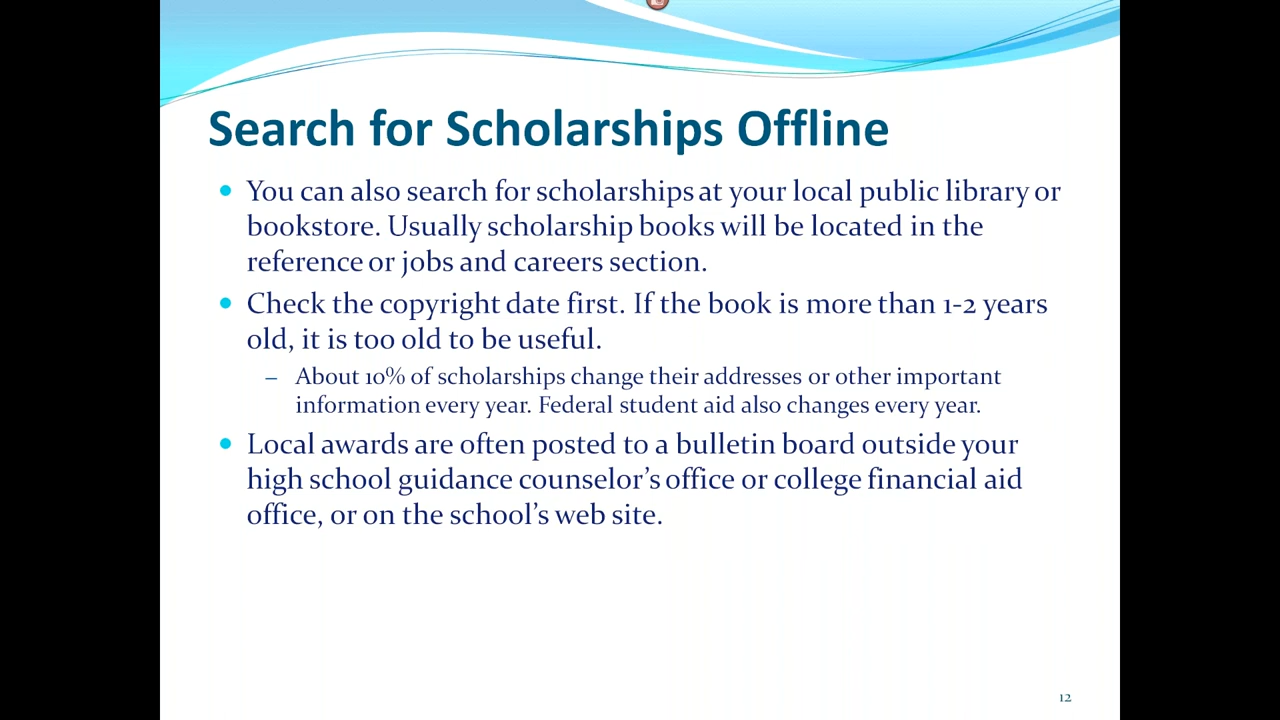 Search for Scholarships Offline
• You can also search for scholarships at your local public library or
bookstore. Usually scholarship books will be located in the
reference or jobs and careers section.
• Check the copyright date first. If the book is more than 1-2 years
old, it is too old to be useful.
– About 10% of scholarships change their addresses or other important
information every year. Federal student aid also changes every year.
• Local awards are often posted to a bulletin board outside your
high school guidance counselor’s office or college financial aid
office, or on the school’s web site.
12